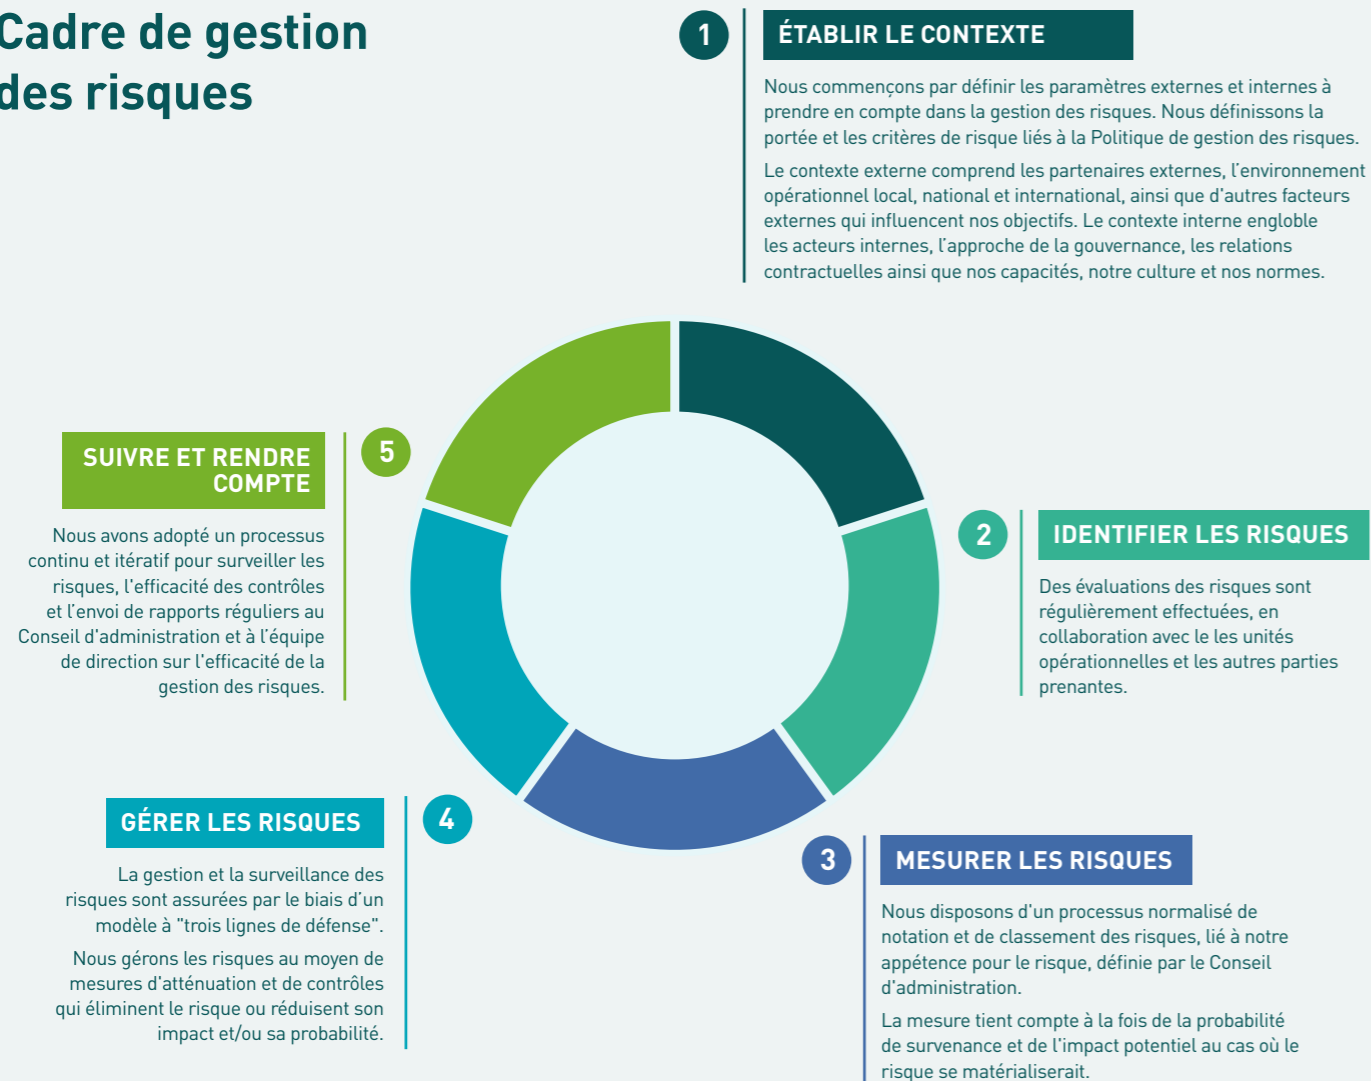 Cadre de gestion
des risques
1
ÉTABLIR LE CONTEXTE
Nous commençons par définir les paramètres externes et internes à
prendre en compte dans la gestion des risques. Nous définissons la
portée et les critères de risque liés à la Politique de gestion des risques.
Le contexte externe comprend les partenaires externes, l'environnement
opérationnel local, national et international, ainsi que d'autres facteurs
externes qui influencent nos objectifs. Le contexte interne englobe
les acteurs internes, l'approche de la gouvernance, les relations
contractuelles ainsi que nos capacités, notre culture et nos normes.
2
IDENTIFIER LES RISQUES
Des évaluations des risques sont
régulièrement effectuées, en
collaboration avec le les unités
opérationnelles et les autres parties
prenantes.
3
MESURER LES RISQUES
Nous disposons d'un processus normalisé de
notation et de classement des risques, lié à notre
appétence pour le risque, définie par le Conseil
d'administration.
La mesure tient compte à la fois de la probabilité
de survenance et de l'impact potentiel au cas où le
risque se matérialiserait.
4
GÉRER LES RISQUES
La gestion et la surveillance des
risques sont assurées par le biais d'un
modèle à "trois lignes de défense".
Nous gérons les risques au moyen de
mesures d'atténuation et de contrôles
qui éliminent le risque ou réduisent son
impact et/ou sa probabilité.
5
SUIVRE ET RENDRE
COMPTE
Nous avons adopté un processus
continu et itératif pour surveiller les
risques, l'efficacité des contrôles
et l'envoi de rapports réguliers au
Conseil d'administration et à l'équipe
de direction sur l'efficacité de la
gestion des risques.